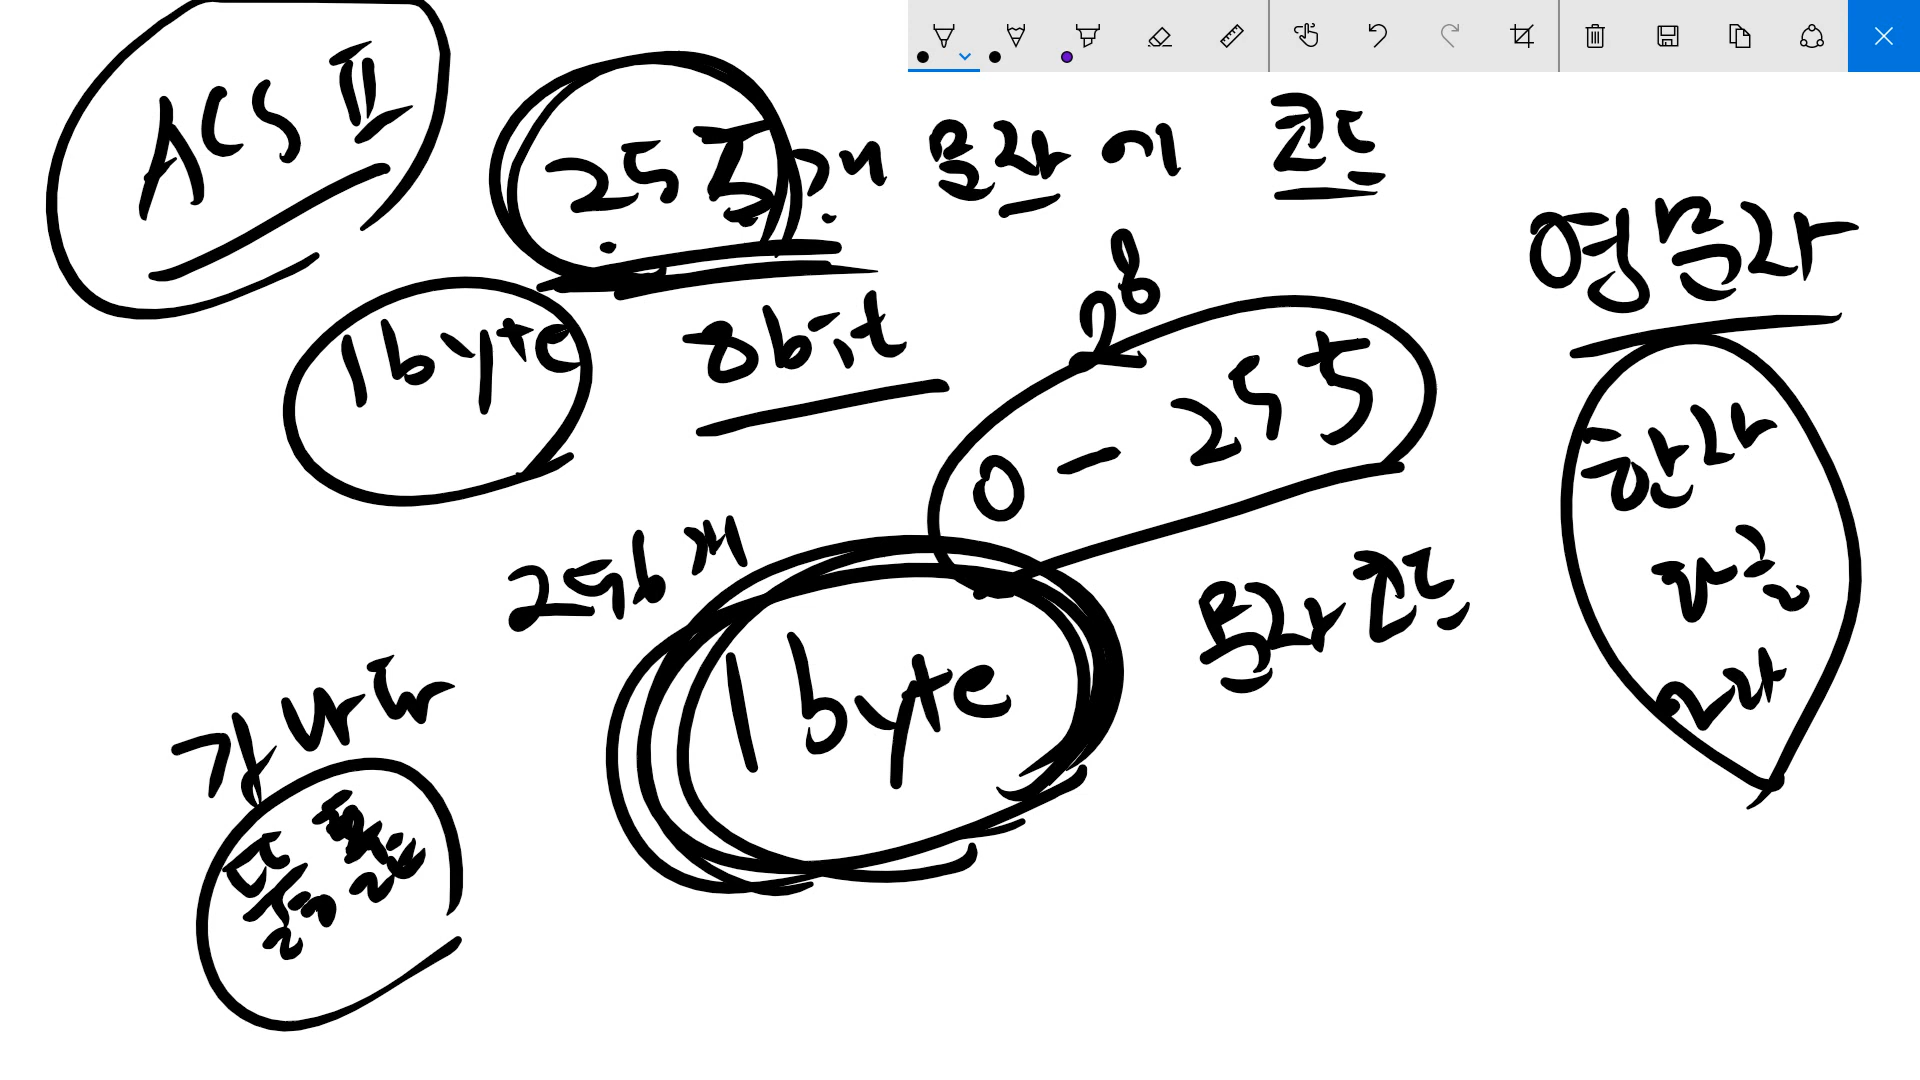 ACS II
255개 문자에 코드
영문자
1byte 8bit 28
0 - 255
한자
256개
1byte
문자코드
강나다